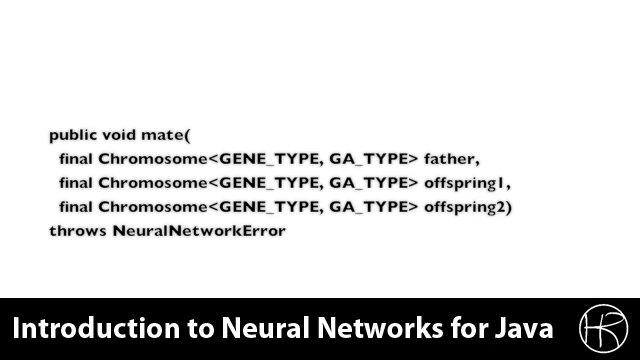 public void mate(
final Chromosome<GENE_TYPE, GA_TYPE> father,
final Chromosome<GENE_TYPE, GA_TYPE> offspring1,
final Chromosome<GENE_TYPE, GA_TYPE> offspring2)
throws NeuralNetworkError
Introduction to Neural Networks for Java
HR